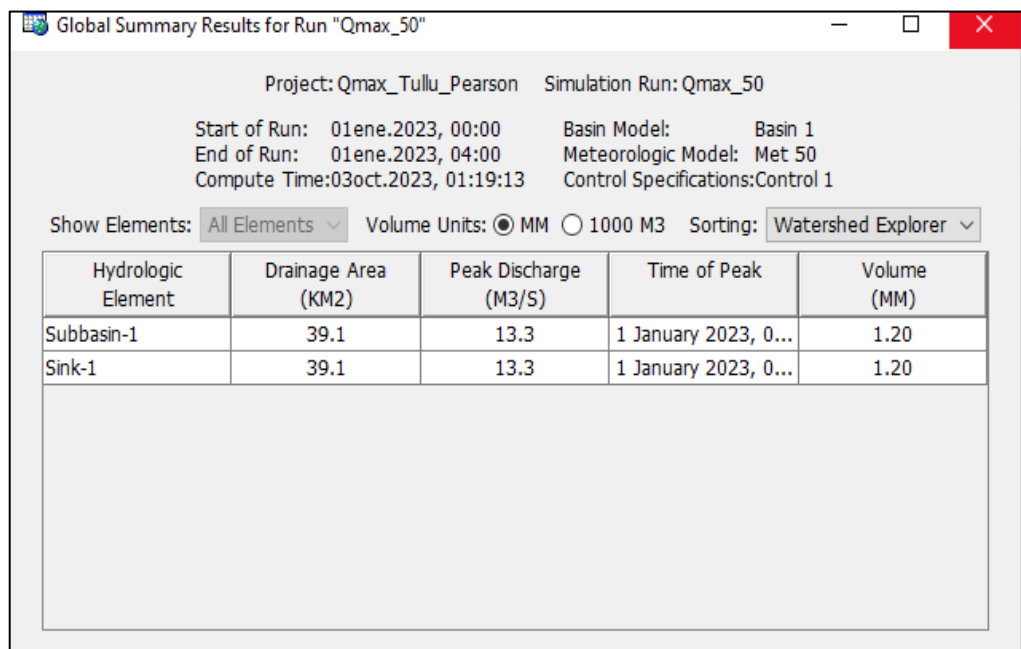 Global Summary Results for Run "Qmax_50"
Project: Qmax_Tullu_Pearson Simulation Run: Qmax_50
Start of Run: 01ene.2023, 00:00 Basin Model: Basin 1
End of Run: 01ene.2023, 04:00 Meteorologic Model: Met 50
Compute Time:03oct.2023, 01:19:13 Control Specifications:Control 1
Show Elements: All Elements Volume Units: MM 1000 M3 Sorting: Watershed Explorer
Hydrologic Drainage Area Peak Discharge Time of Peak Volume
Element (KM2) (M3/S) (MM)
Subbasin-1 39.1 13.3 1 January 2023, 0... 1.20
Sink-1 39.1 13.3 1 January 2023, 0... 1.20